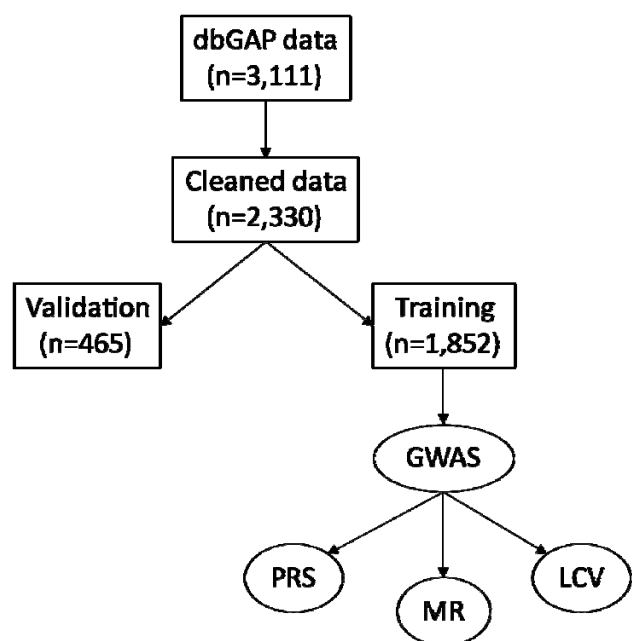 dbGAP data
(n=3,111)
Cleaned data
(n=2,330)
Validation
(n=465)
Training
(n=1,852)
GWAS
PRS
MR
LCV